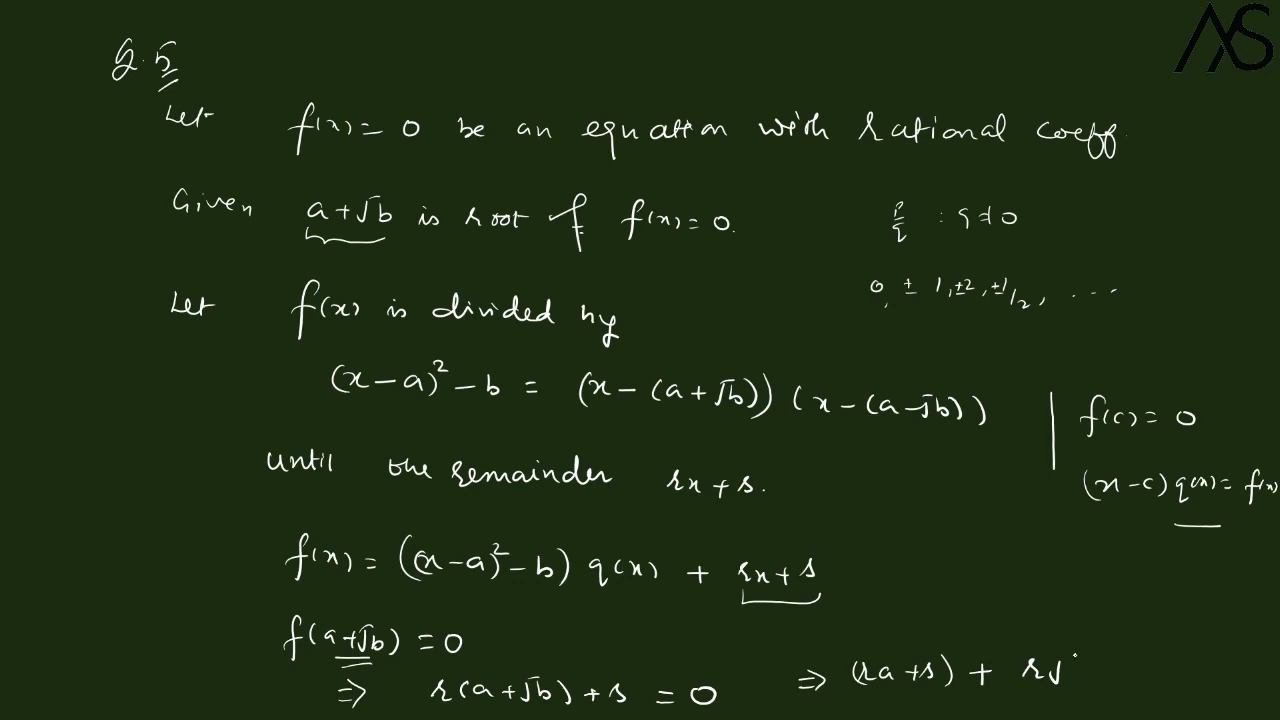 NS
Q.5
Let f(x) = 0 be an equation with rational coeff.
Given a+√b is root of f(x) = 0.
p/q : q≠0
0, ± 1, ±2, ±1/2, ....
Let f(x) is divided by
(x-a)² - b = (x - (a+√b)) (x - (a-√b))
f(c) = 0
(x-c) q(x) = f(x)
until the remainder rx+s.
f(x) = ((x-a)² - b) q(x) + rx+s
f(a+√b) = 0
⇒ r(a+√b) + s = 0 ⇒ (ra+s) + r√